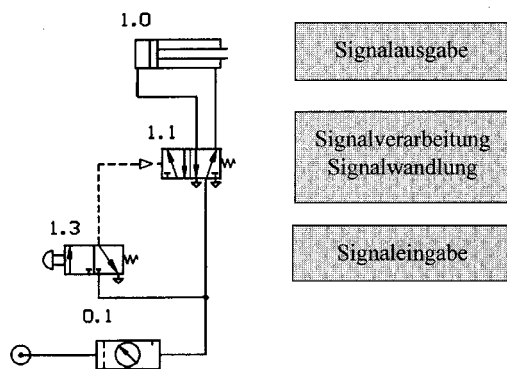 1.0
Signalausgabe
1.1
Signalverarbeitung
Signalwandlung
1.3
Signaleingabe
0.1